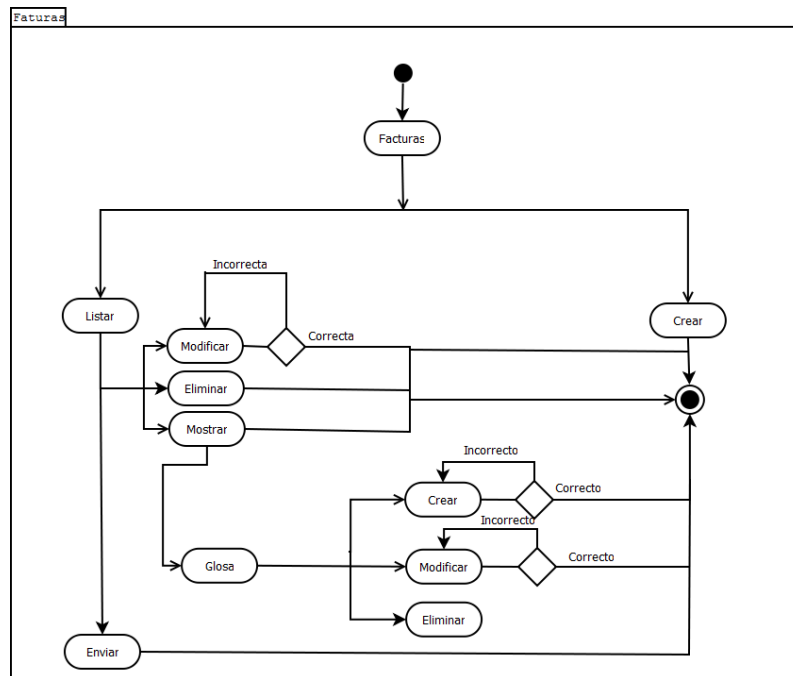 Faturas
Facturas
Incorrecta
Listar
Crear
Correcta
Modificar
Eliminar
Mostrar
Incorrecto
Correcto
Crear
Incorrecto
Correcto
Glosa
Modificar
Eliminar
Enviar